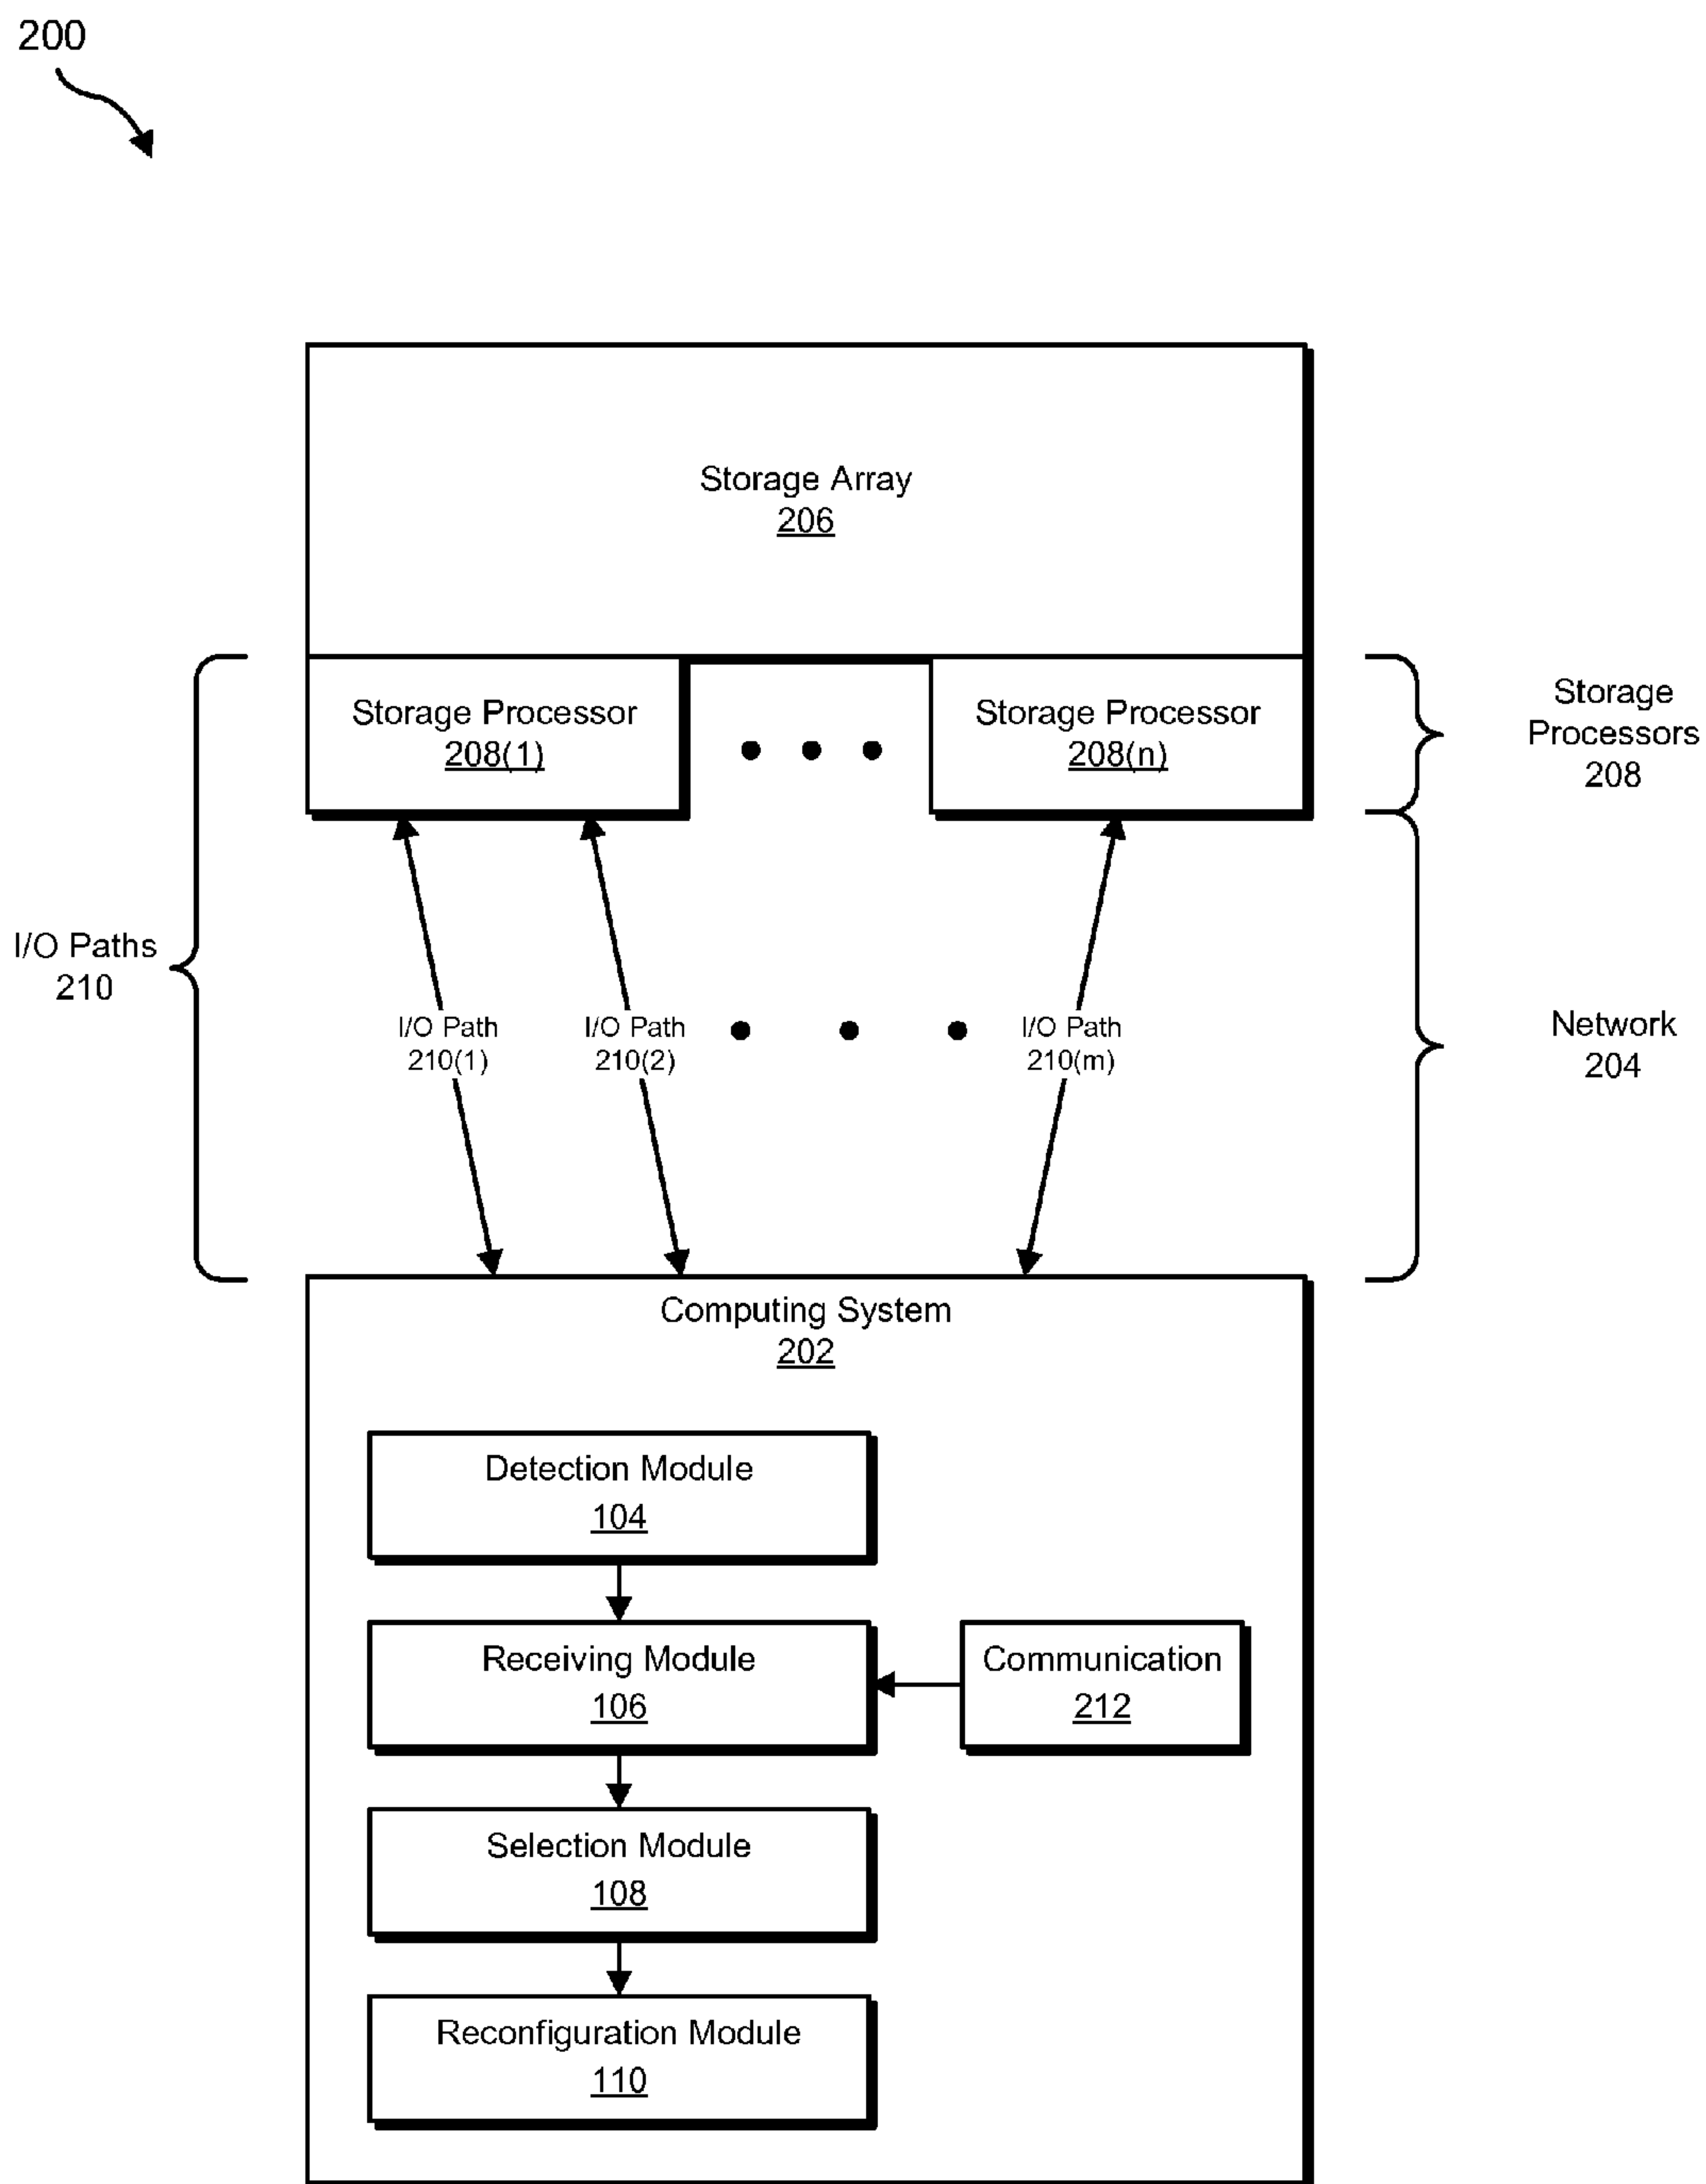 200
Storage Array
206
Storage Processor
208(1)
Storage Processor
208(n)
Storage
Processors
208
I/O Paths
210
I/O Path
210(1)
I/O Path
210(2)
I/O Path
210(m)
Network
204
Computing System
202
Detection Module
104
Receiving Module
106
Communication
212
Selection Module
108
Reconfiguration Module
110